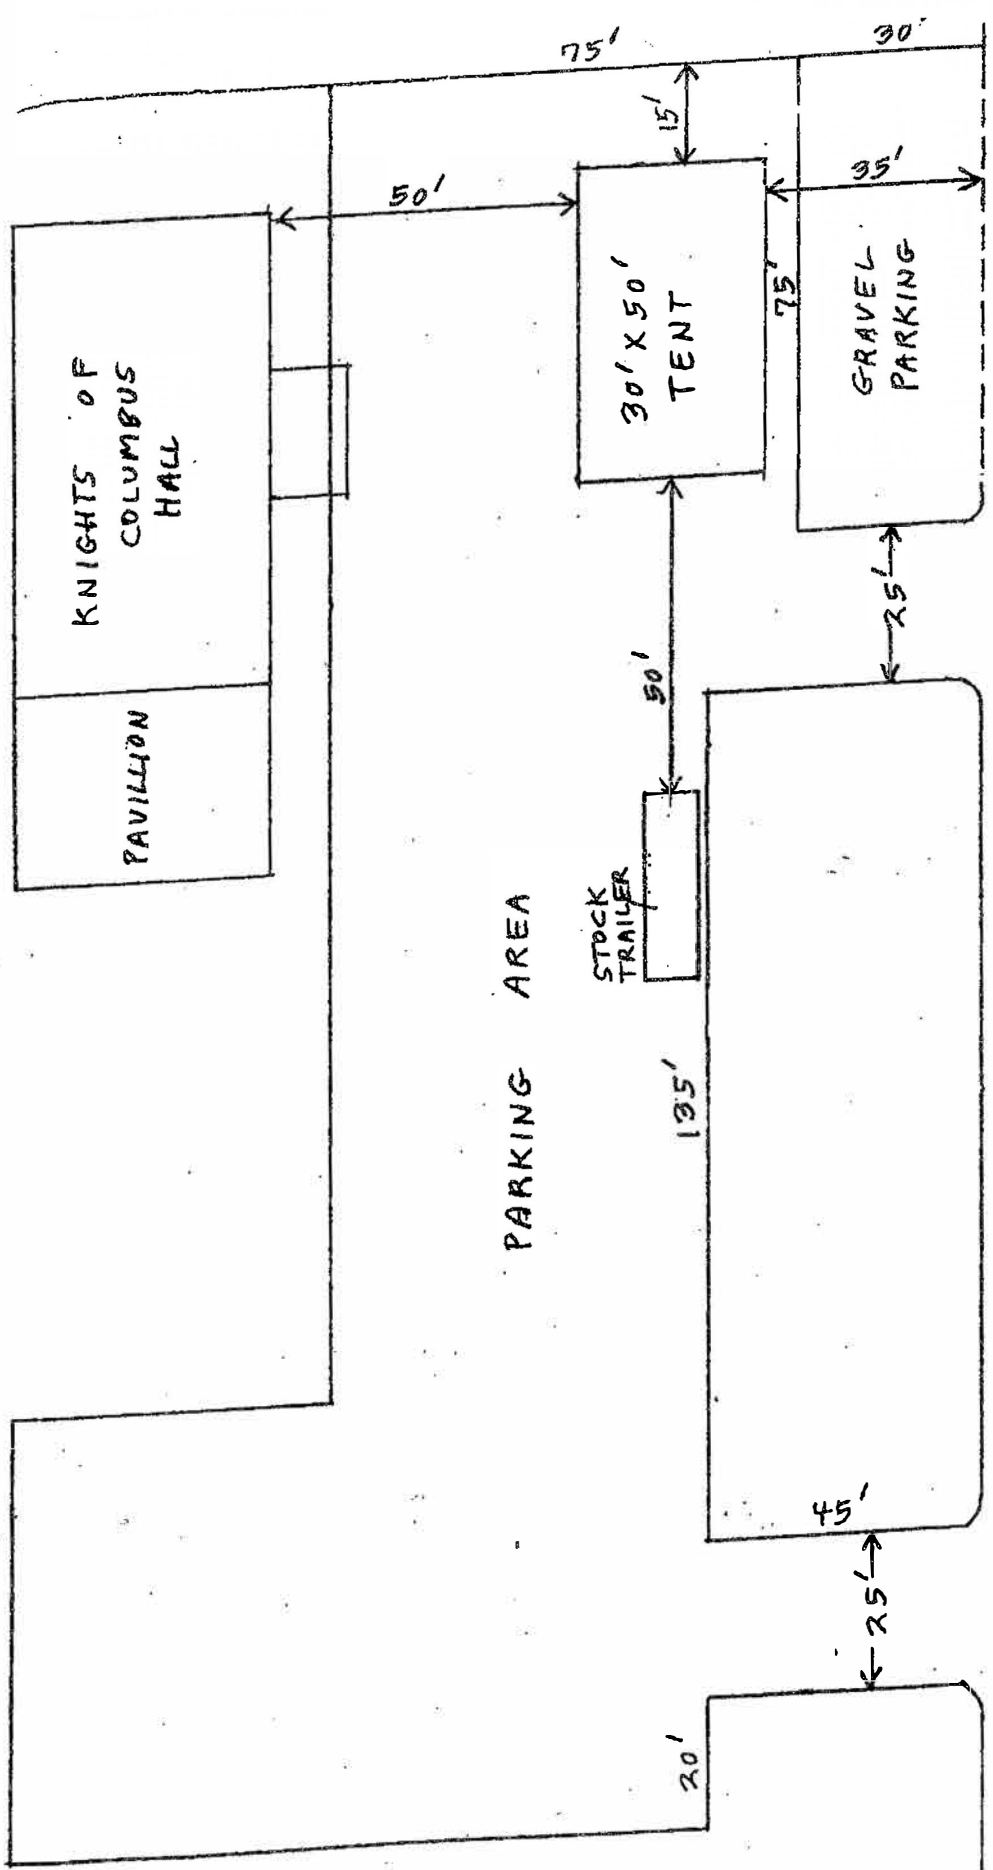 75'
30'
15'
50'
35'
KNIGHTS OF
COLUMBUS
HALL
30' X 50'
TENT
75'
GRAVEL
PARKING
25'
50'
PAVILLION
STOCK
TRAILER
PARKING AREA
135'
45'
25'
20'